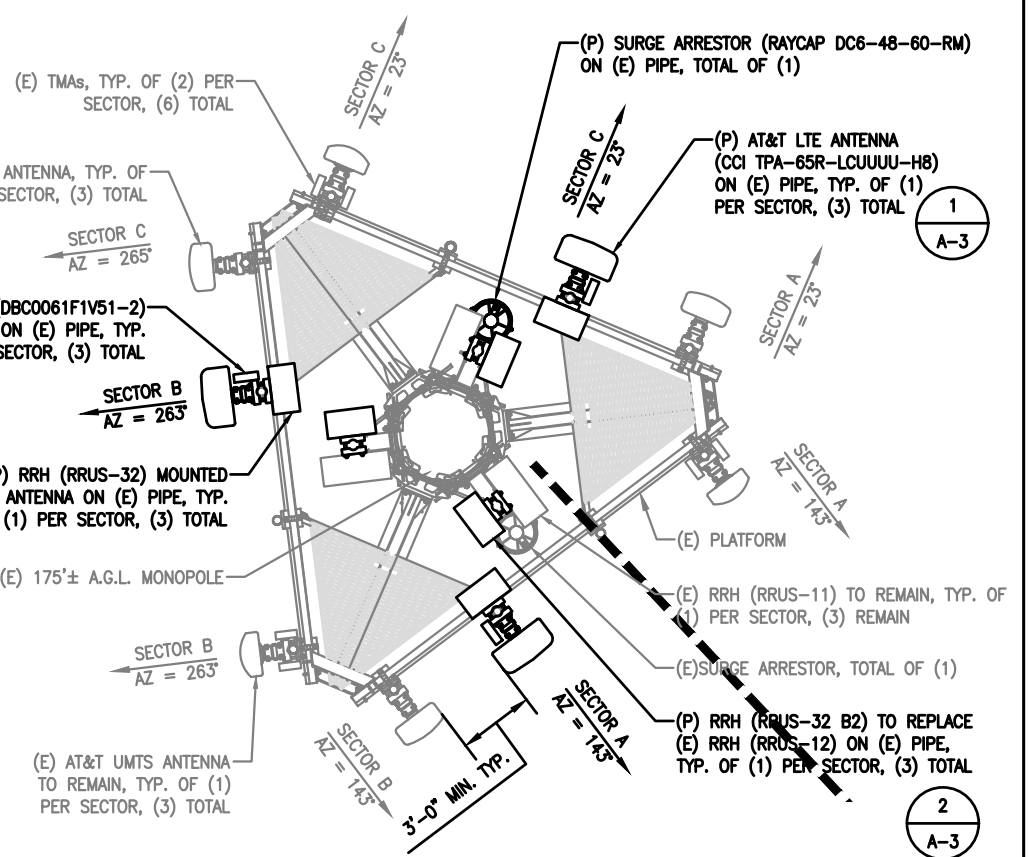 SECTOR C
AZ = 23°
(P) SURGE ARRESTOR (RAYCAP DC6-48-60-RM)
ON (E) PIPE, TOTAL OF (1)
(E) TMAs, TYP. OF (2) PER
SECTOR, (6) TOTAL
SECTOR C
AZ = 23°
(P) AT&T LTE ANTENNA
(CCI TPA-65R-LCUUUU-H8)
ON (E) PIPE, TYP. OF (1)
PER SECTOR, (3) TOTAL
1
A-3
ANTENNA, TYP. OF
SECTOR, (3) TOTAL
SECTOR C
AZ = 265°
SECTOR A
AZ = 23°
(DBC0061F1V51-2)
ON (E) PIPE, TYP.
SECTOR, (3) TOTAL
SECTOR B
AZ = 263°
RRH (RRUS-32) MOUNTED
ANTENNA ON (E) PIPE, TYP.
(1) PER SECTOR, (3) TOTAL
SECTOR A
AZ = 143°
(E) PLATFORM
(E) 175'± A.G.L. MONOPOLE
(E) RRH (RRUS-11) TO REMAIN, TYP. OF
(1) PER SECTOR, (3) REMAIN
SECTOR B
AZ = 263°
(E)SURGE ARRESTOR, TOTAL OF (1)
SECTOR A
AZ = 143°
(P) RRH (RRUS-32 B2) TO REPLACE
(E) RRH (RRUS-12) ON (E) PIPE,
TYP. OF (1) PER SECTOR, (3) TOTAL
(E) AT&T UMTS ANTENNA
TO REMAIN, TYP. OF (1)
PER SECTOR, (3) TOTAL
SECTOR B
AZ = 143°
3'-0" MIN. TYP.
2
A-3